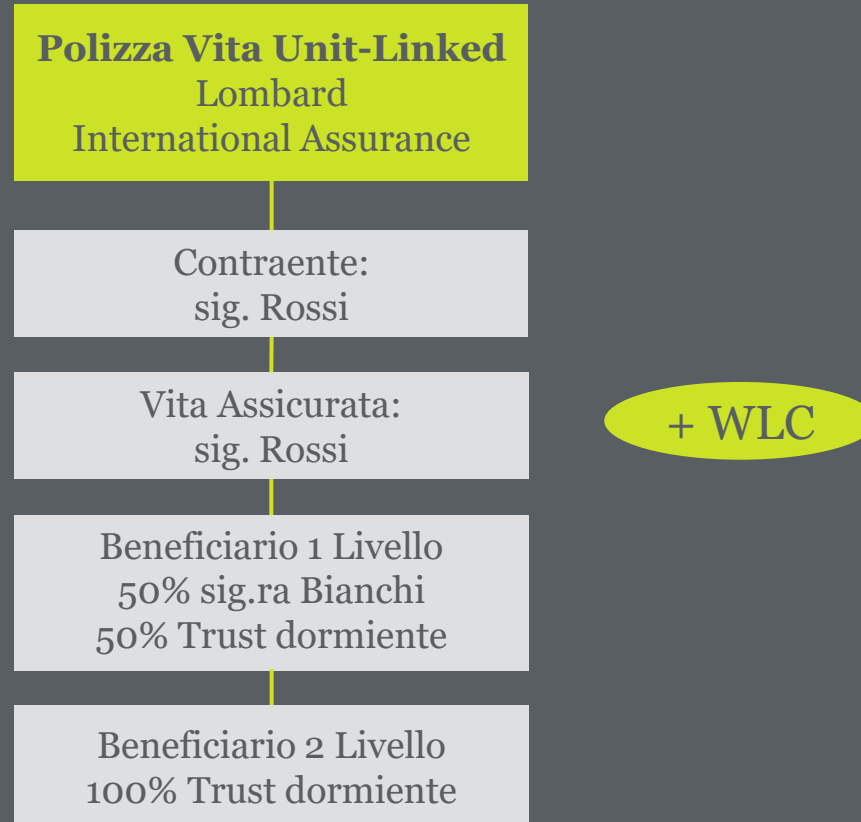 Polizza Vita Unit-Linked
Lombard
International Assurance
Contraente:
sig. Rossi
Vita Assicurata:
sig. Rossi
+ WLC
Beneficiario 1 Livello
50% sig.ra Bianchi
50% Trust dormiente
Beneficiario 2 Livello
100% Trust dormiente